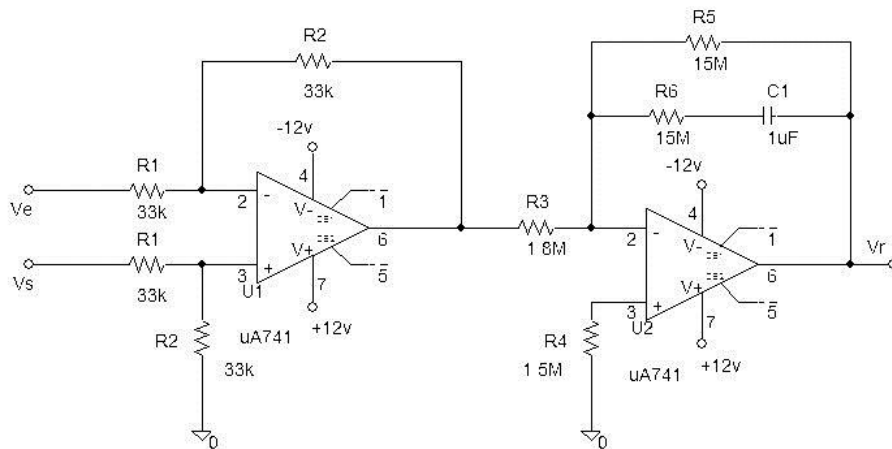 R2
33k
-12v
4
R1
Ve
33k
2
-
V-
1
R1
Vs
33k
3
+
V+
6
5
U1
7
+12v
uA741
R2
33k
0
R5
15M
R6
C1
15M
1uF
-12v
4
R3
1 8M
2
-
V-
1
Vr
3
+
V+
6
5
U2
7
+12v
R4
1 5M
uA741
0